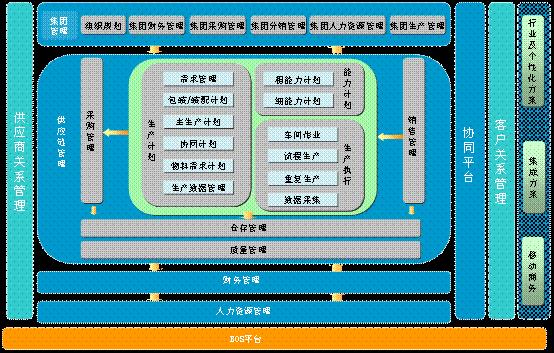 集团管理
组织规划
集团财务管理
集团采购管理
集团分销管理
集团人力资源管理
集团生产管理
供应商关系管理
供应链管理
采购管理
生产计划
需求管理
包装/装配计划
主生产计划
协同计划
物料需求计划
生产数据管理
能力计划
粗能力计划
细能力计划
生产执行
车间作业
流程生产
重复生产
数据采集
销售管理
仓存管理
质量管理
财务管理
人力资源管理
协同平台
客户关系管理
行业及个性化方案
集成方案
移动商务
BOS平台